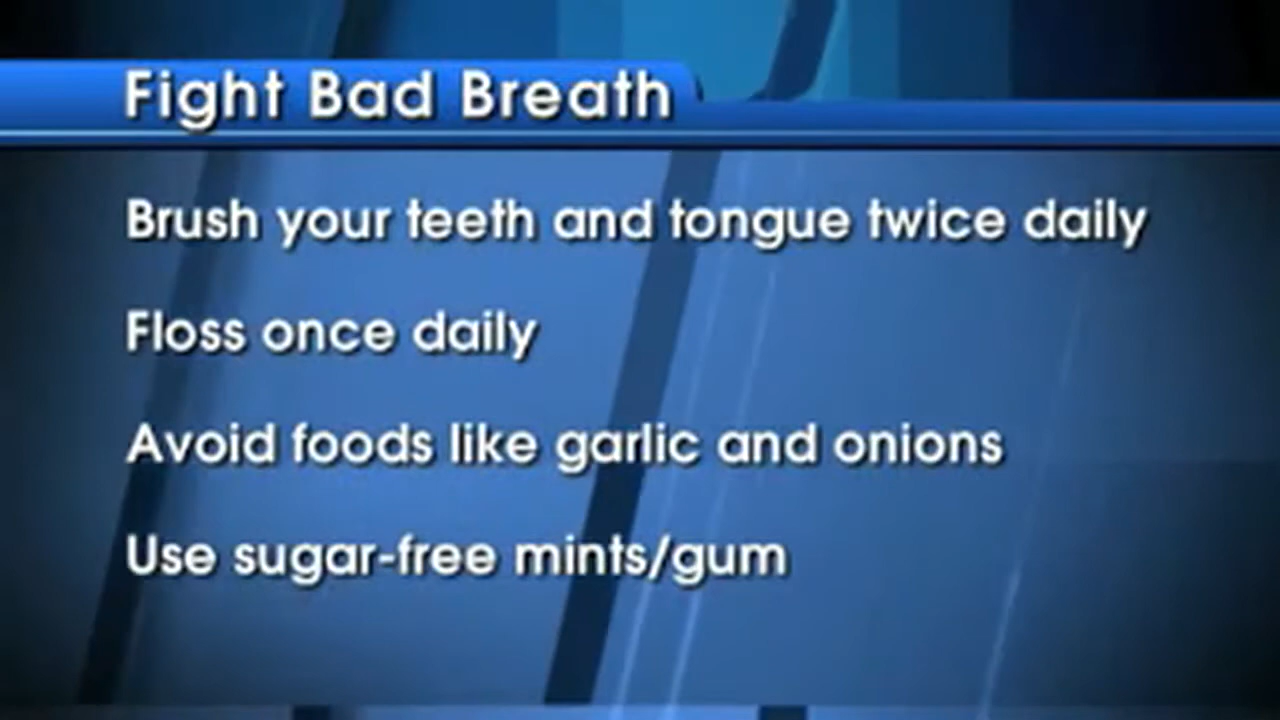 Fight Bad Breath
Brush your teeth and tongue twice daily
Floss once daily
Avoid foods like garlic and onions
Use sugar-free mints/gum